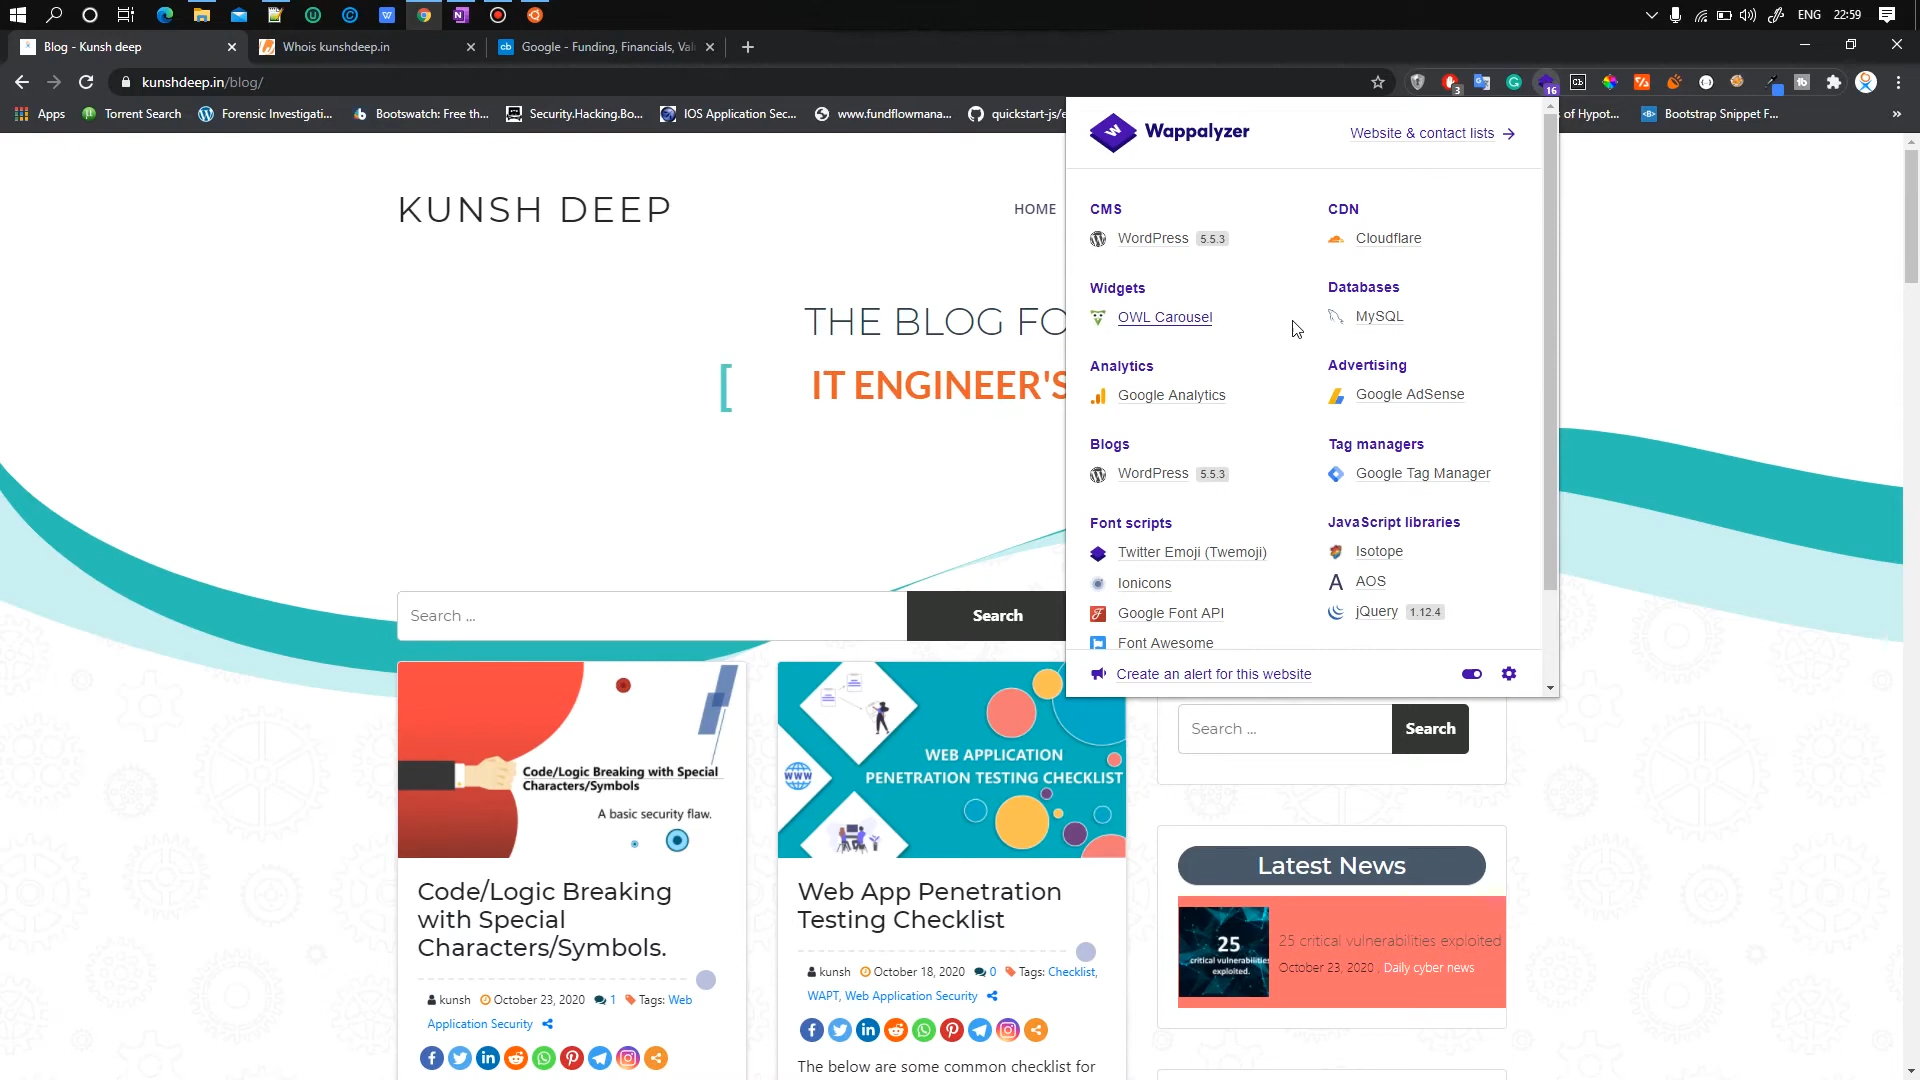 ENG
22:59
Blog - Kunsh deep
Whois kunshdeep.in
cb
Google - Funding, Financials, Val
kunshdeep.in/blog/
3
16
Cb
Apps
Torrent Search
Forensic Investigati...
Bootswatch: Free th...
Security.Hacking.Bo...
IOS Application Sec...
www.fundflowmana...
quickstart-js/e
s of Hypot...
Bootstrap Snippet F...
KUNSH DEEP
HOME
THE BLOG FO
[ IT ENGINEER'S
Search ...
Search
Wappalyzer
Website & contact lists
CMS
WordPress 5.5.3
Widgets
OWL Carousel
Analytics
Google Analytics
Blogs
WordPress 5.5.3
Font scripts
Twitter Emoji (Twemoji)
Ionicons
Google Font API
Font Awesome
CDN
Cloudflare
Databases
MySQL
Advertising
Google AdSense
Tag managers
Google Tag Manager
JavaScript libraries
Isotope
AOS
jQuery 1.12.4
Create an alert for this website
Code/Logic Breaking with Special
Characters/Symbols
A basic security flaw.
Code/Logic Breaking
with Special
Characters/Symbols.
kunsh October 23, 2020 1 Tags: Web
Application Security
WWW
WEB APPLICATION
PENETRATION TESTING CHECKLIST
Web App Penetration
Testing Checklist
kunsh October 18, 2020 0 Tags: Checklist,
WAPT, Web Application Security
The below are some common checklist for
Search ...
Search
Latest News
25
critical vulnerabilities
exploited.
25 critical vulnerabilities exploited
October 23, 2020 , Daily cyber news